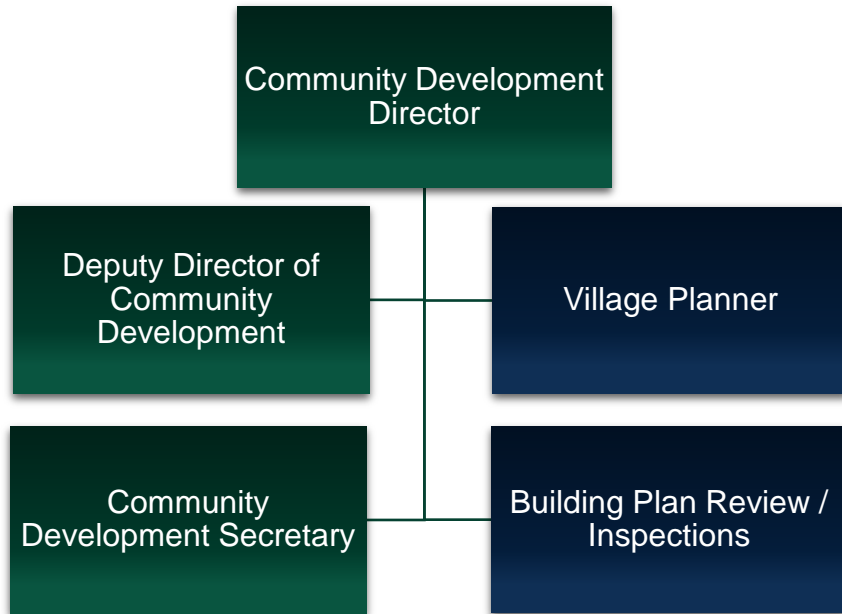 Community Development
Director
Deputy Director of
Community
Development
Village Planner
Community
Development Secretary
Building Plan Review /
Inspections